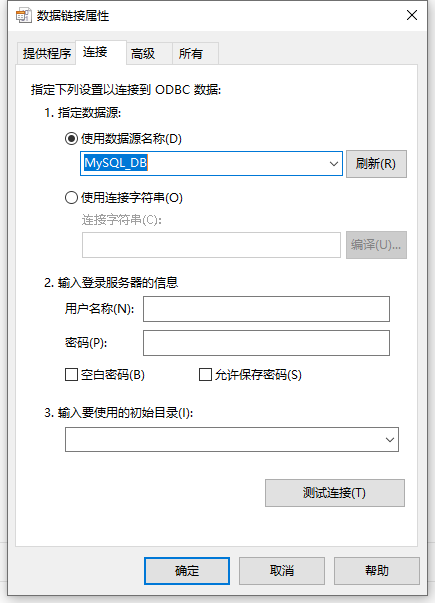 数据链接属性
提供程序 连接 高级 所有
指定下列设置以连接到 ODBC 数据:
1. 指定数据源:
使用数据源名称(D)
MySQL_DB 刷新(R)
使用连接字符串(O)
连接字符串(C):
编译(U)...
2. 输入登录服务器的信息
用户名称(N):
密码(P):
空白密码(B) 允许保存密码(S)
3. 输入要使用的初始目录(I):
测试连接(T)
确定 取消 帮助